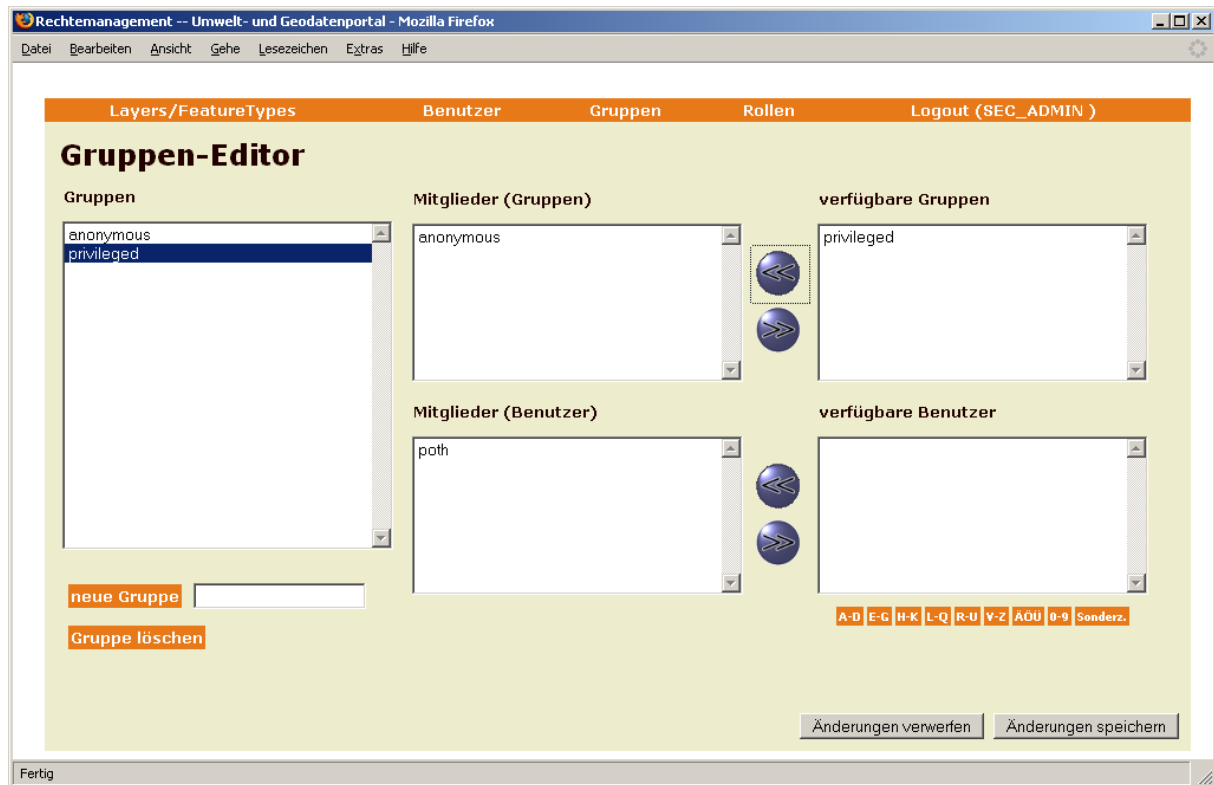 Rechtemanagement -- Umwelt- und Geodatenportal - Mozilla Firefox
Datei Bearbeiten Ansicht Gehe Lesezeichen Extras Hilfe
Layers/FeatureTypes Benutzer Gruppen Rollen Logout (SEC_ADMIN )
Gruppen-Editor
Gruppen
anonymous
privileged
neue Gruppe
Gruppe löschen
Mitglieder (Gruppen)
anonymous
verfügbare Gruppen
privileged
Mitglieder (Benutzer)
poth
verfügbare Benutzer
A-D E-G H-K L-Q R-U V-Z ÄÖÜ 0-9 Sonderz.
Änderungen verwerfen Änderungen speichern
Fertig